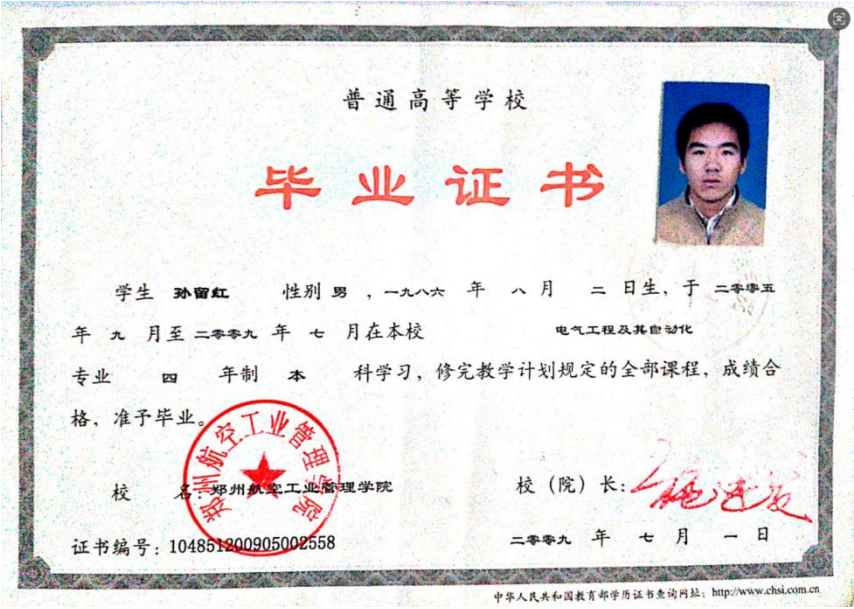 普通高等学校
毕业证书
学生 孙留红 性别 男 ，一九八六 年 八 月 二 日生，于 二零零五
年 九 月至 二零零九 年 七 月在本校 电气工程及其自动化
专业 四 年制 本 科学习，修完教学计划规定的全部课程，成绩合
格，准予毕业。
郑州航空工业管理学院
校 名：郑州航空工业管理学院 校（院）长：
证书编号：104851200905002558 二零零九 年 七 月 一 日
中华人民共和国教育部学历证书查询网址：http://www.chsi.com.cn